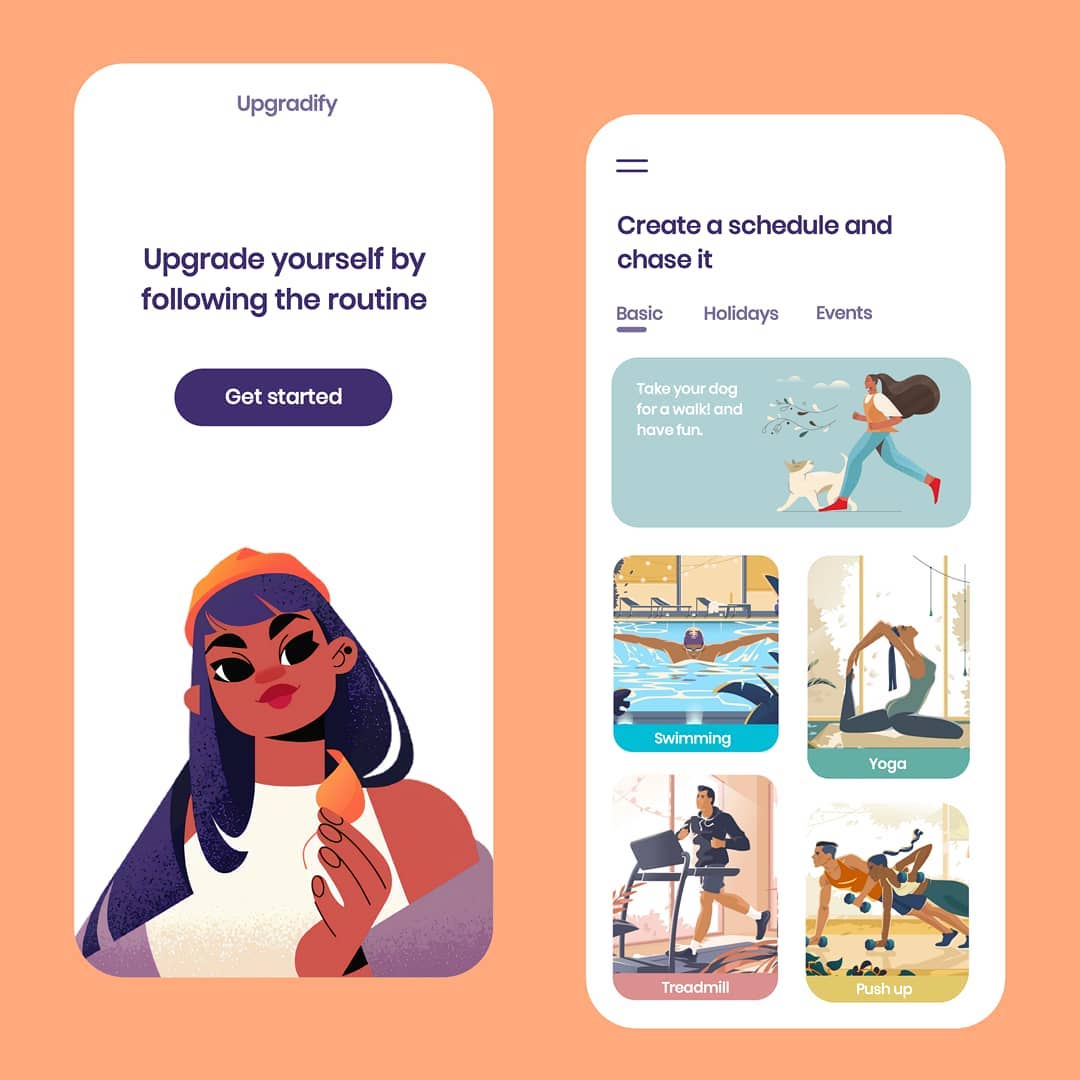 Upgradify
Upgrade yourself by
following the routine
Get started
Create a schedule and
chase it
Basic Holidays Events
Take your dog
for a walk! and
have fun.
Swimming
Yoga
Treadmill
Push up